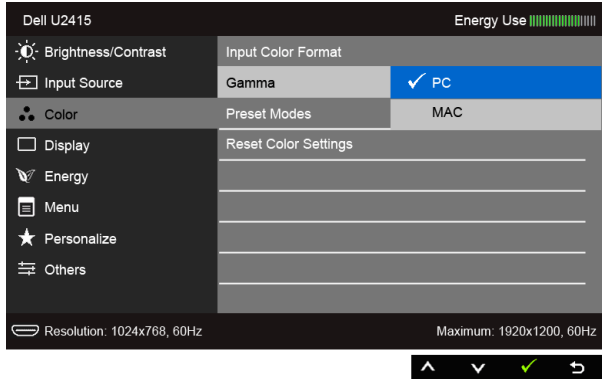 Dell U2415
Energy Use
Brightness/Contrast
Input Source
Color
Display
Energy
Menu
Personalize
Others
Input Color Format
Gamma
Preset Modes
Reset Color Settings
PC
MAC
Resolution: 1024x768, 60Hz
Maximum: 1920x1200, 60Hz